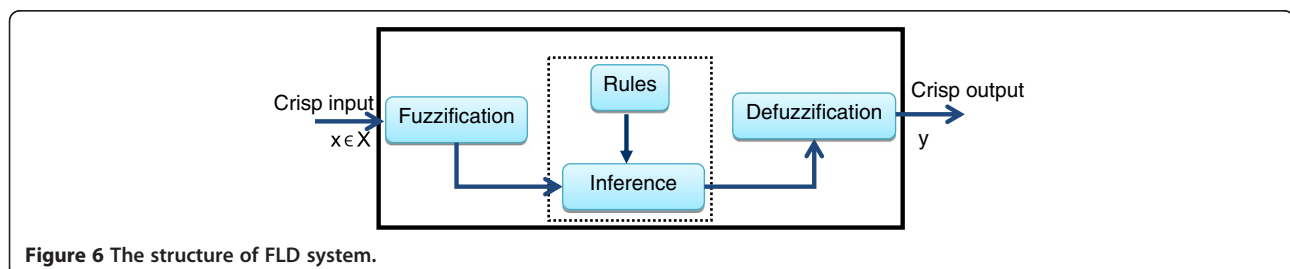 Crisp input
x ϵ X
Fuzzification
Rules
Inference
Defuzzification
Crisp output
y
Figure 6 The structure of FLD system.